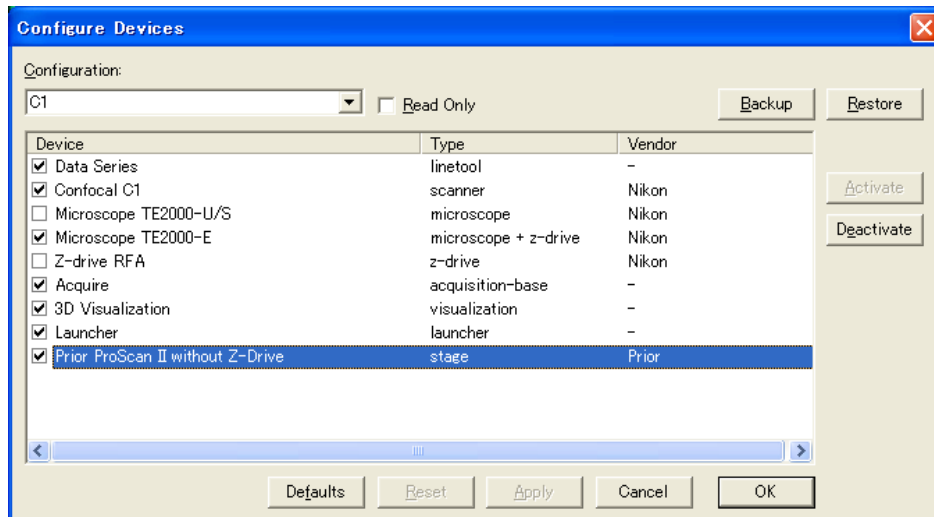 Configure Devices
Configuration:
C1 Read Only Backup Restore
Device Type Vendor
Data Series linetool -
Confocal C1 scanner Nikon
Activate
Microscope TE2000-U/S microscope Nikon
Microscope TE2000-E microscope + z-drive Nikon
Deactivate
Z-drive RFA z-drive Nikon
Acquire acquisition-base -
3D Visualization visualization -
Launcher launcher -
Prior ProScan II without Z-Drive stage Prior
Defaults Reset Apply Cancel OK